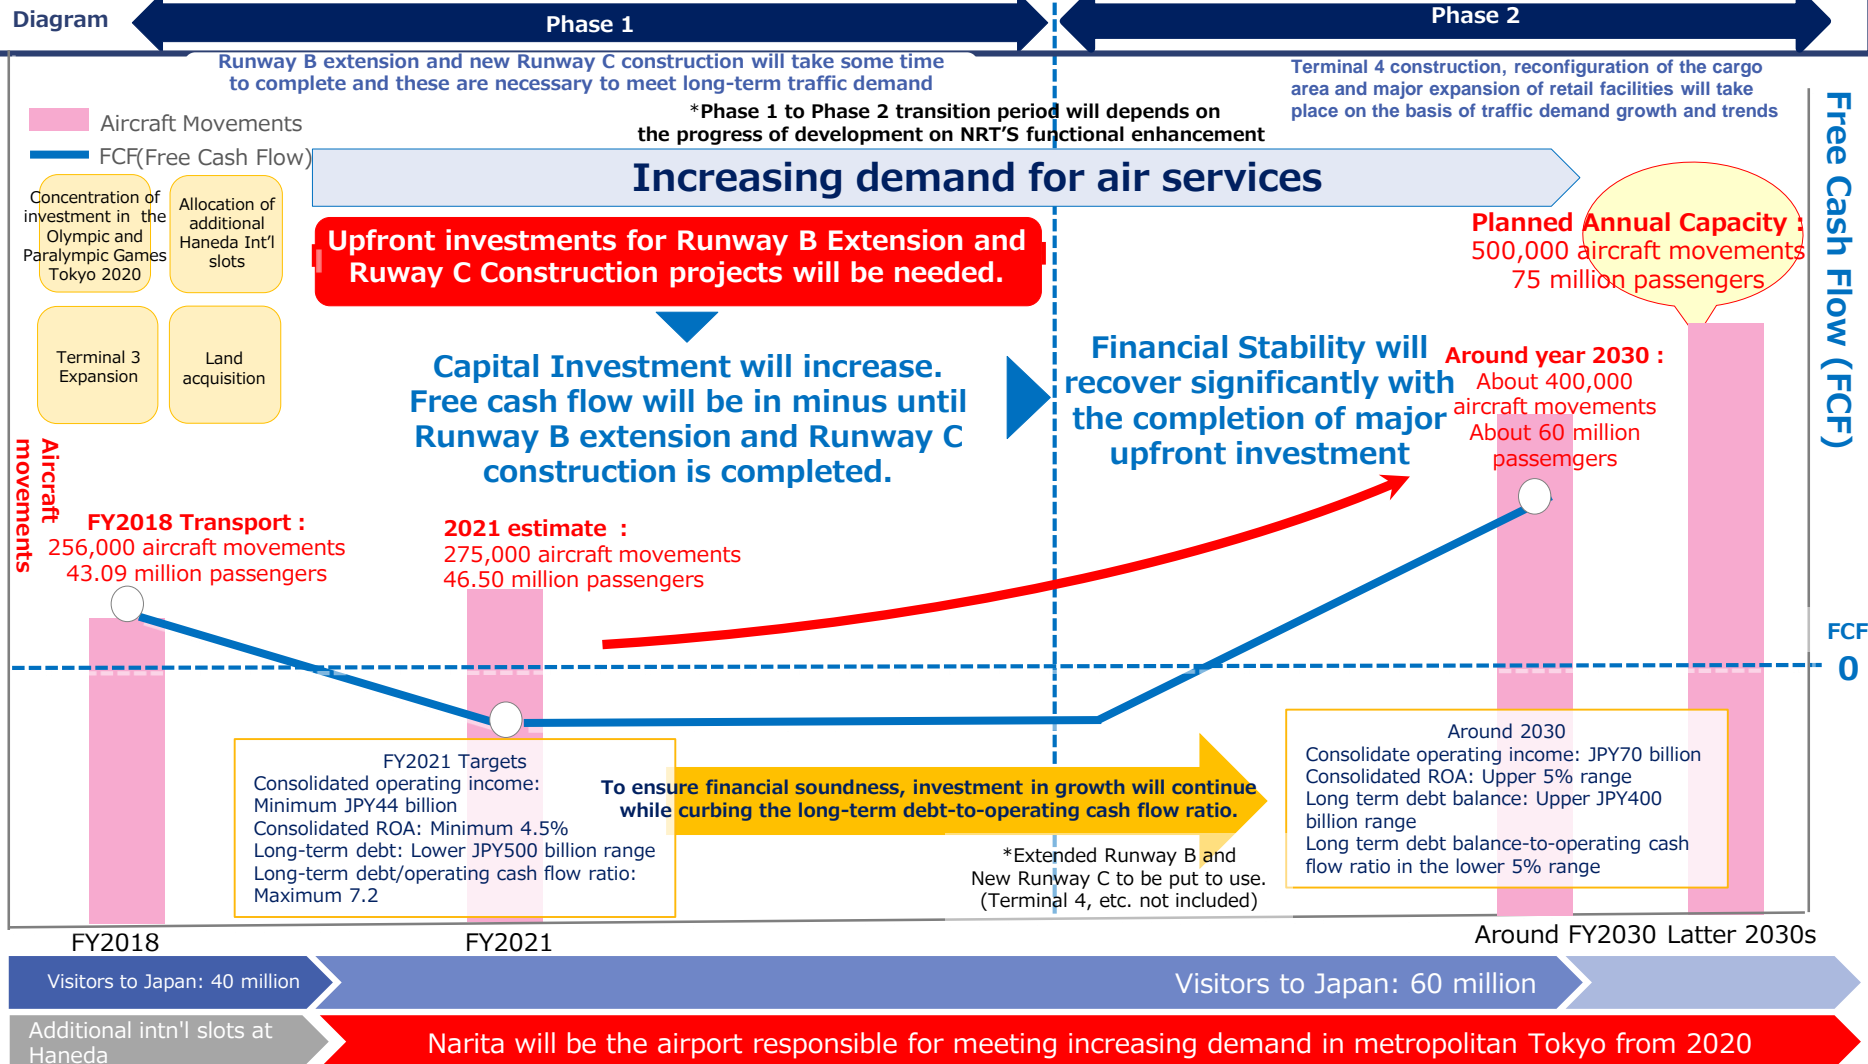 Diagram
Phase 1
Phase 2
Runway B extension and new Runway C construction will take some time
to complete and these are necessary to meet long-term traffic demand
Terminal 4 construction, reconfiguration of the cargo
area and major expansion of retail facilities will take
place on the basis of traffic demand growth and trends
*Phase 1 to Phase 2 transition period will depends on
the progress of development on NRT'S functional enhancement
Aircraft Movements
FCF(Free Cash Flow)
Increasing demand for air services
Free Cash Flow (FCF)
Concentration of
investment in the
Olympic and
Paralympic Games
Tokyo 2020
Allocation of
additional
Haneda Int'l
slots
Terminal 3
Expansion
Land
acquisition
Upfront investments for Runway B Extension and
Ruway C Construction projects will be needed.
Planned Annual Capacity :
500,000 aircraft movements
75 million passengers
Capital Investment will increase.
Free cash flow will be in minus until
Runway B extension and Runway C
construction is completed.
Financial Stability will
recover significantly with
the completion of major
upfront investment
Around year 2030 :
About 400,000
aircraft movements
About 60 million
passemgers
Aircraft
movements
FY2018 Transport :
256,000 aircraft movements
43.09 million passengers
2021 estimate :
275,000 aircraft movements
46.50 million passengers
FCF
0
FY2021 Targets
Consolidated operating income:
Minimum JPY44 billion
Consolidated ROA: Minimum 4.5%
Long-term debt: Lower JPY500 billion range
Long-term debt/operating cash flow ratio:
Maximum 7.2
To ensure financial soundness, investment in growth will continue
while curbing the long-term debt-to-operating cash flow ratio.
*Extended Runway B and
New Runway C to be put to use.
(Terminal 4, etc. not included)
Around 2030
Consolidate operating income: JPY70 billion
Consolidated ROA: Upper 5% range
Long term debt balance: Upper JPY400
billion range
Long term debt balance-to-operating cash
flow ratio in the lower 5% range
FY2018
FY2021
Around FY2030
Latter 2030s
Visitors to Japan: 40 million
Visitors to Japan: 60 million
Additional intn'l slots at
Haneda
Narita will be the airport responsible for meeting increasing demand in metropolitan Tokyo from 2020